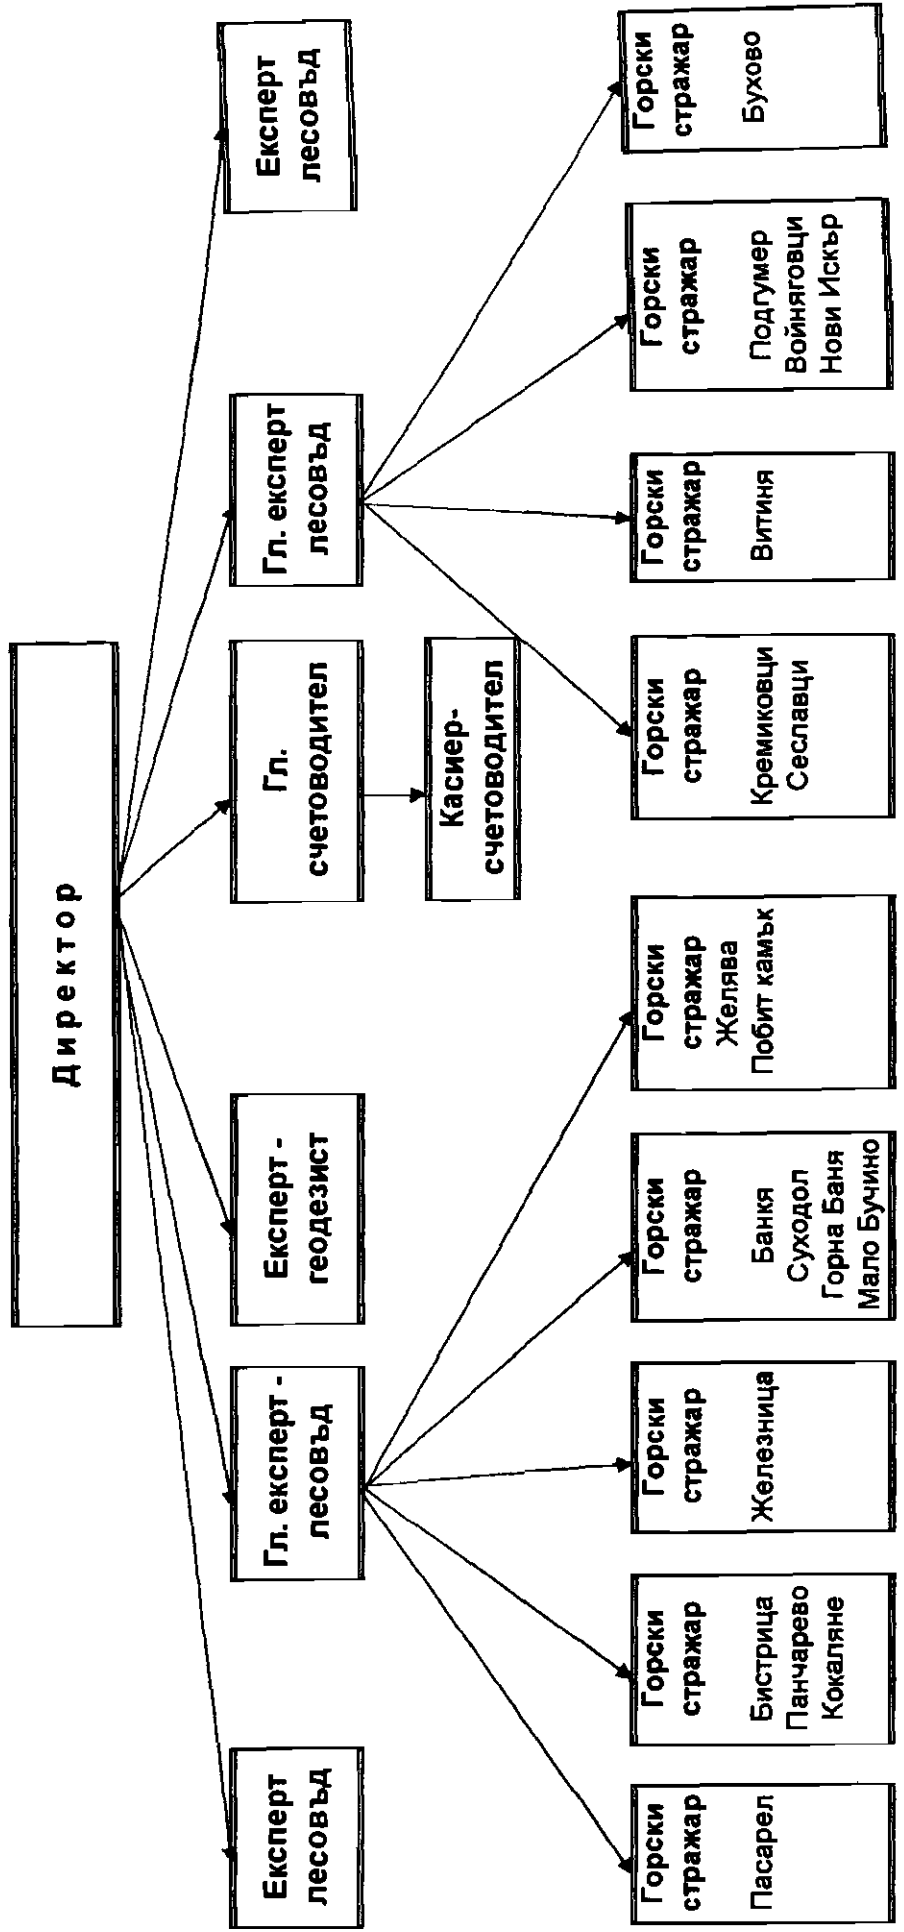 Директор
Експерт
лесовъд
Гл. експерт -
лесовъд
Експерт -
геодезист
Гл.
счетоводител
Гл. експерт
лесовъд
Експерт
лесовъд
Касиер-
счетоводител
Горски
стражар
Пасарел
Горски
стражар
Бистрица
Панчарево
Кокаляне
Горски
стражар
Железница
Горски
стражар
Банкя
Суходол
Горна Баня
Мало Бучино
Горски
стражар
Желява
Побит камък
Горски
стражар
Кремиковци
Сеславци
Горски
стражар
Витиня
Горски
стражар
Подгумер
Войняговци
Нови Искър
Горски
стражар
Бухово